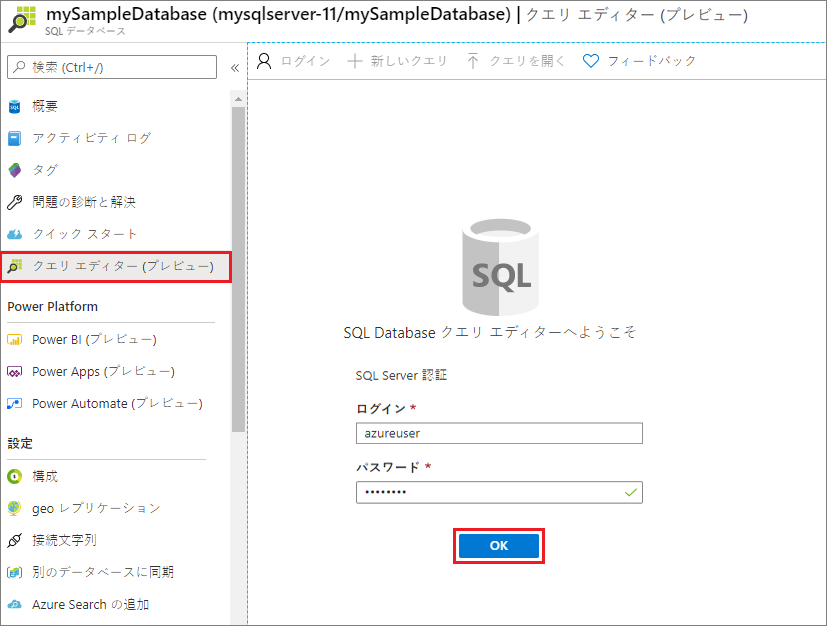 mySampleDatabase (mysqlserver-11/mySampleDatabase) | クエリ エディター (プレビュー)
SQL データベース
検索 (Ctrl+/)
«
ログイン
新しいクエリ
クエリを開く
フィードバック
概要
アクティビティ ログ
タグ
問題の診断と解決
クイック スタート
クエリ エディター (プレビュー)
Power Platform
Power BI (プレビュー)
Power Apps (プレビュー)
Power Automate (プレビュー)
設定
構成
geo レプリケーション
接続文字列
別のデータベースに同期
Azure Search の追加
SQL
SQL Database クエリ エディターへようこそ
SQL Server 認証
ログイン *
azureuser
パスワード *
••••••••
OK